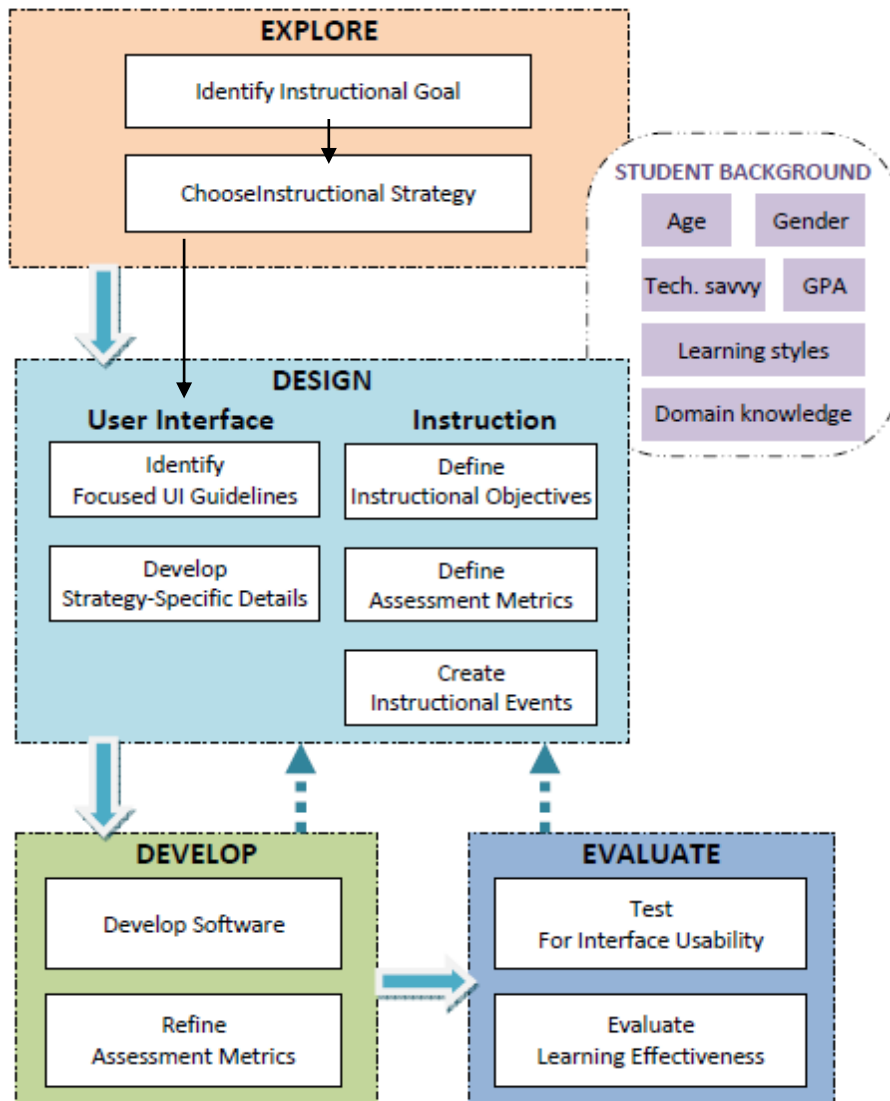 EXPLORE
Identify Instructional Goal
ChooseInstructional Strategy
STUDENT BACKGROUND
Age
Gender
Tech. savvy
GPA
Learning styles
Domain knowledge
DESIGN
User Interface
Identify
Focused UI Guidelines
Develop
Strategy-Specific Details
Instruction
Define
Instructional Objectives
Define
Assessment Metrics
Create
Instructional Events
DEVELOP
Develop Software
Refine
Assessment Metrics
EVALUATE
Test
For Interface Usability
Evaluate
Learning Effectiveness